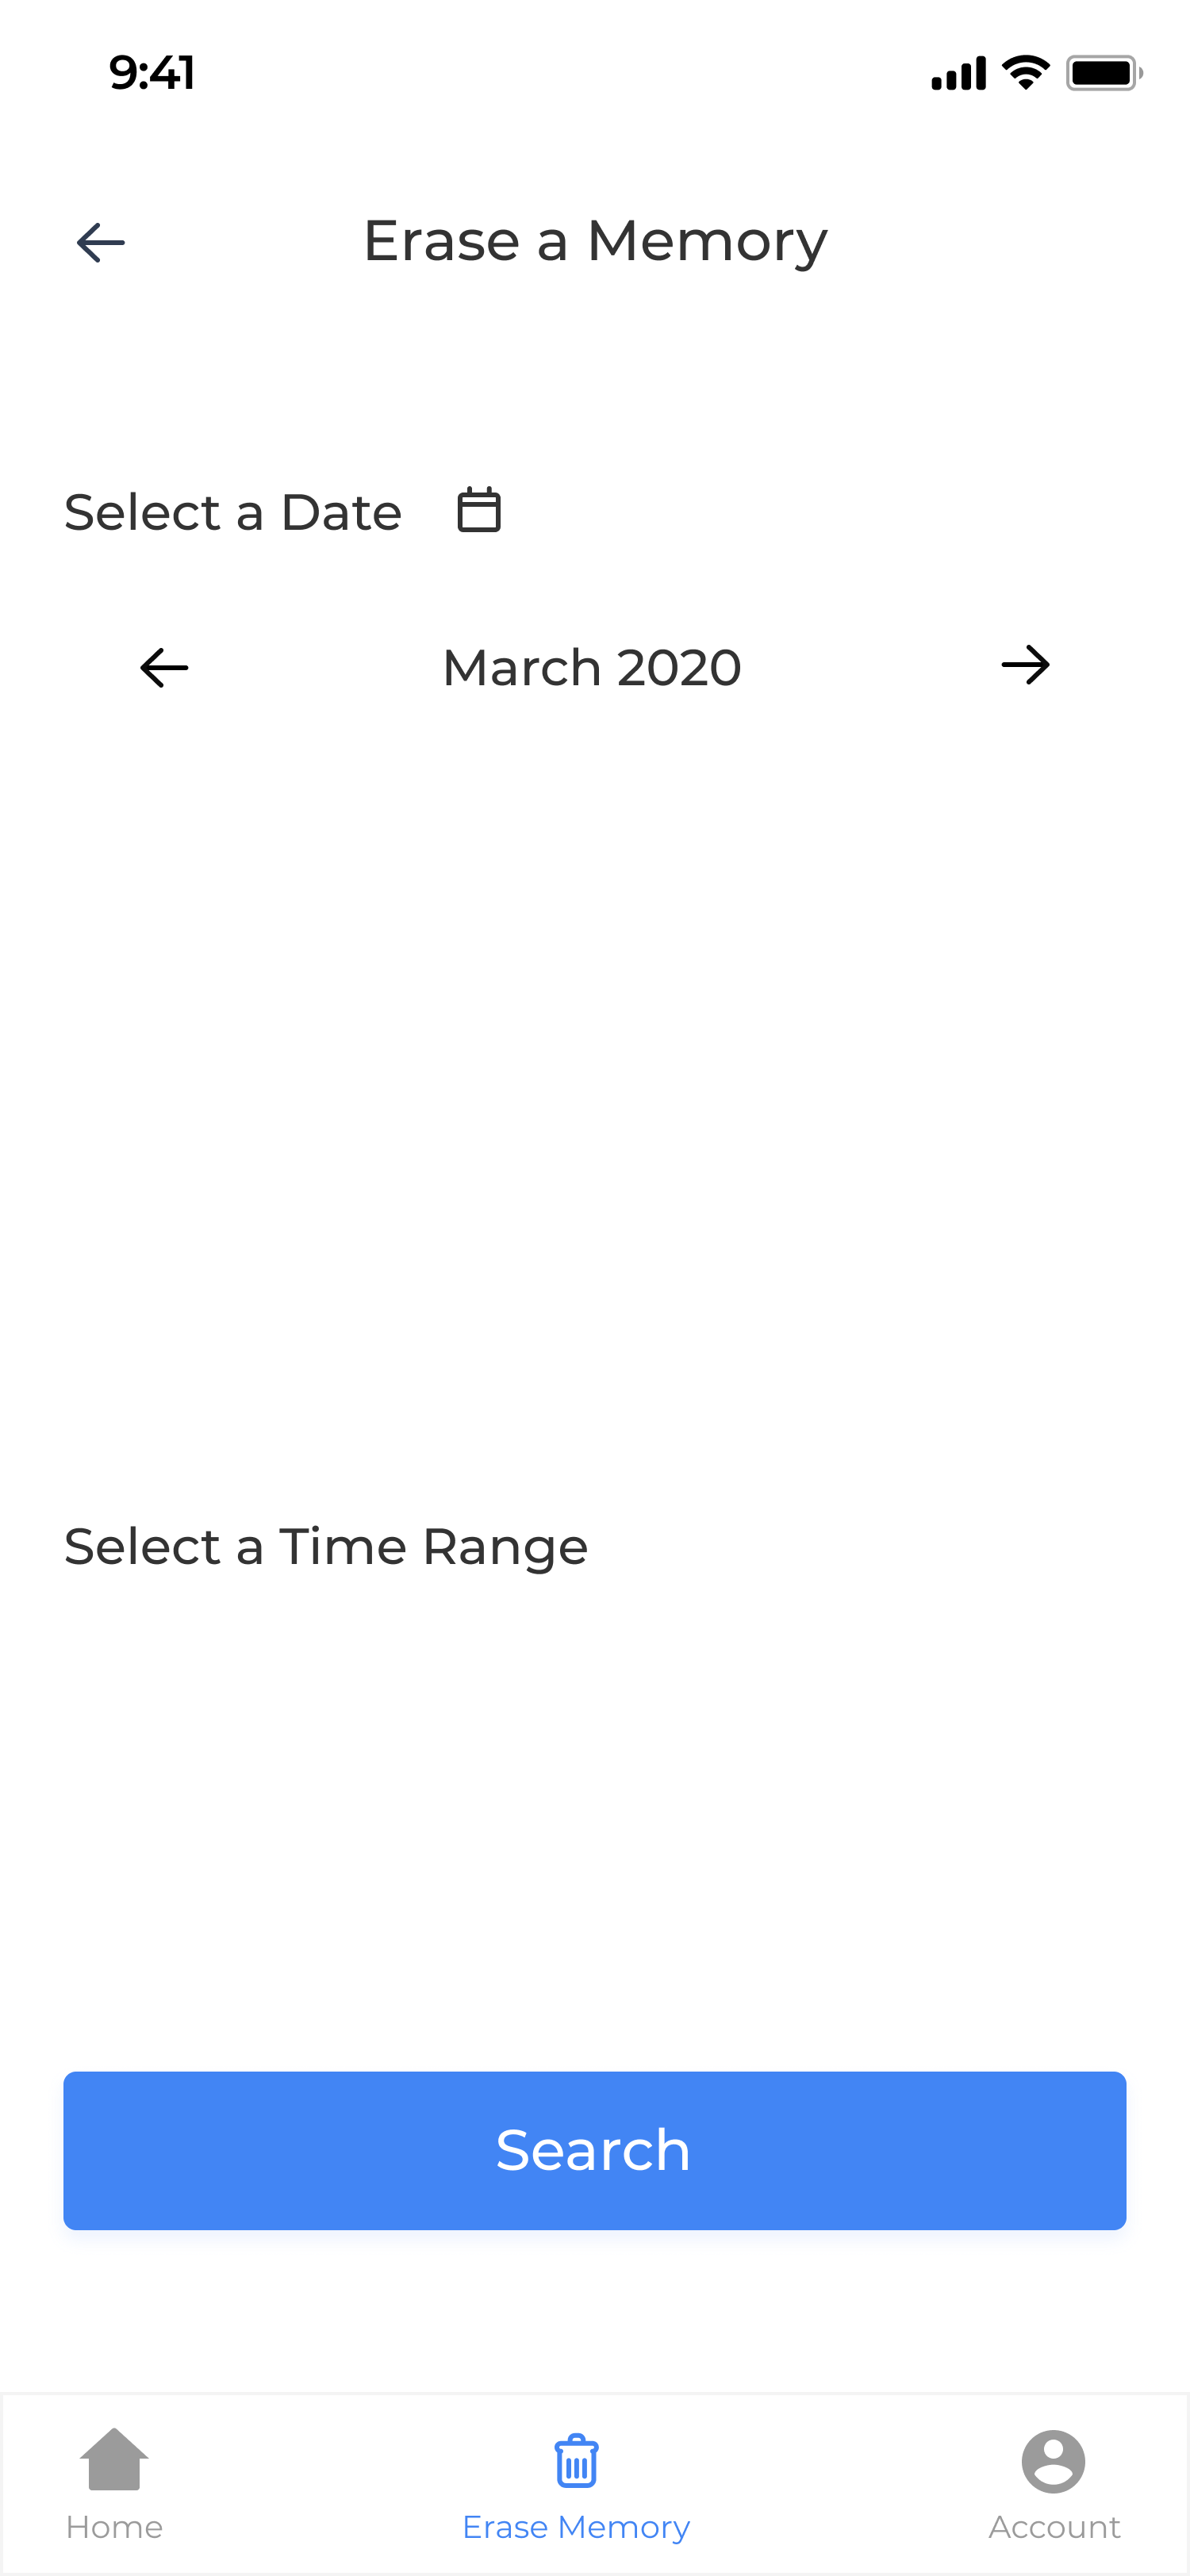 9:41
Erase a Memory
Select a Date
March 2020
Select a Time Range
Search
Home
Erase Memory
Account